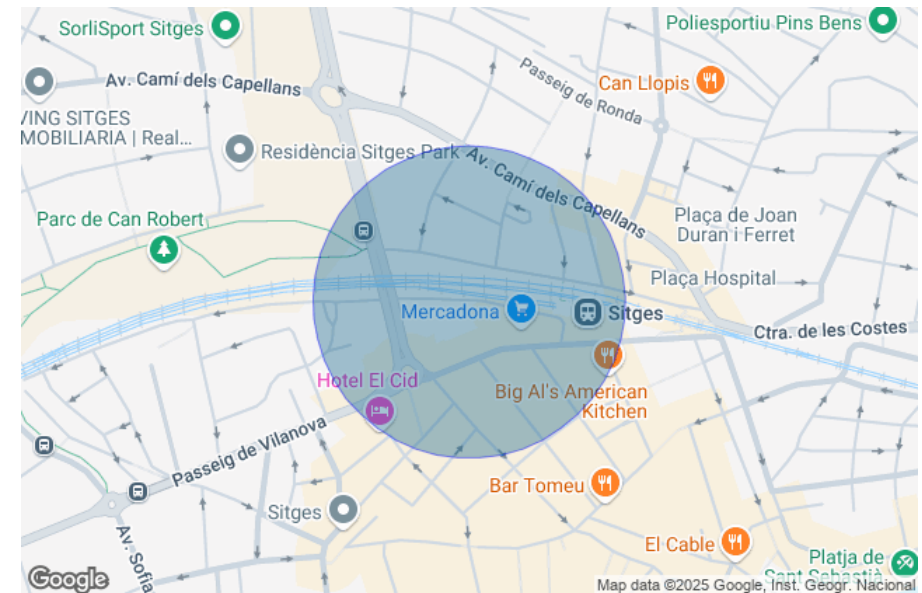 SorliSport Sitges
Poliesportiu Pins Bens
Av. Camí dels Capellans
Passeig de Ronda
Can Llopis
VING SITGES
MOBILIARIA | Real...
Residència Sitges Park
Av. Camí dels Capellans
Parc de Can Robert
Plaça de Joan
Duran i Ferret
Plaça Hospital
Mercadona
Sitges
Ctra. de les Costes
Hotel El Cid
Big Al's American
Kitchen
Passeig de Vilanova
Bar Tomeu
Sitges
Av. Sofia
El Cable
Platja de
Sant Sebastià
Google
Map data ©2025 Google, Inst. Geogr. Nacional